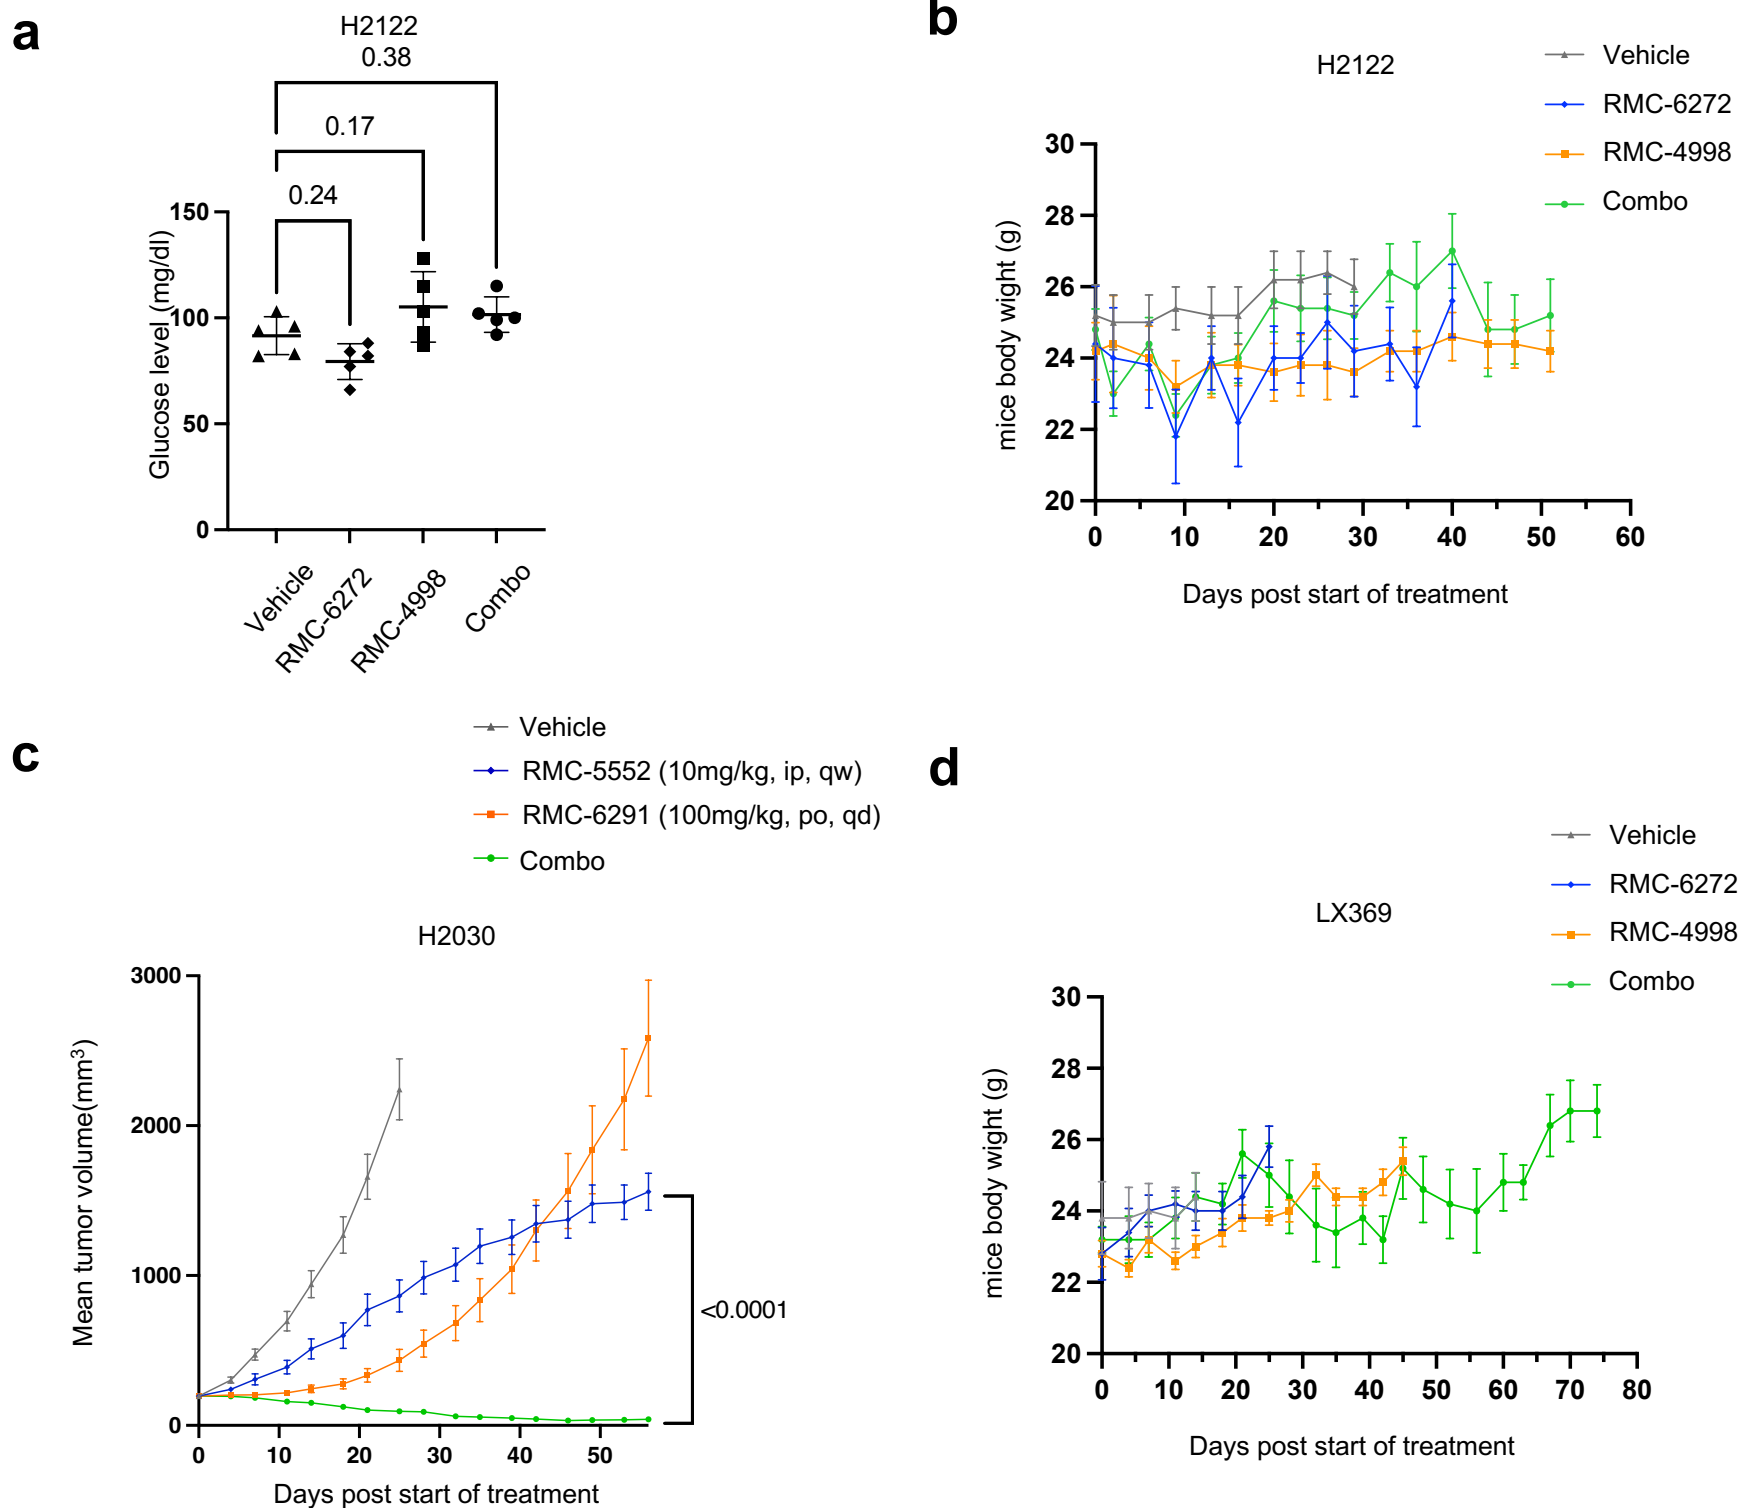 a
H2122
0.38
0.17
0.24
150
100
50
0
Glucose level (mg/dl)
Vehicle
RMC-6272
RMC-4998
Combo
b
H2122
Vehicle
RMC-6272
RMC-4998
Combo
30
28
26
24
22
20
mice body wight (g)
0 10 20 30 40 50 60
Days post start of treatment
c
Vehicle
RMC-5552 (10mg/kg, ip, qw)
RMC-6291 (100mg/kg, po, qd)
Combo
H2030
3000
2000
1000
0
Mean tumor volume(mm³)
<0.0001
0 10 20 30 40 50
Days post start of treatment
d
Vehicle
RMC-6272
RMC-4998
Combo
LX369
30
28
26
24
22
20
mice body wight (g)
0 10 20 30 40 50 60 70 80
Days post start of treatment